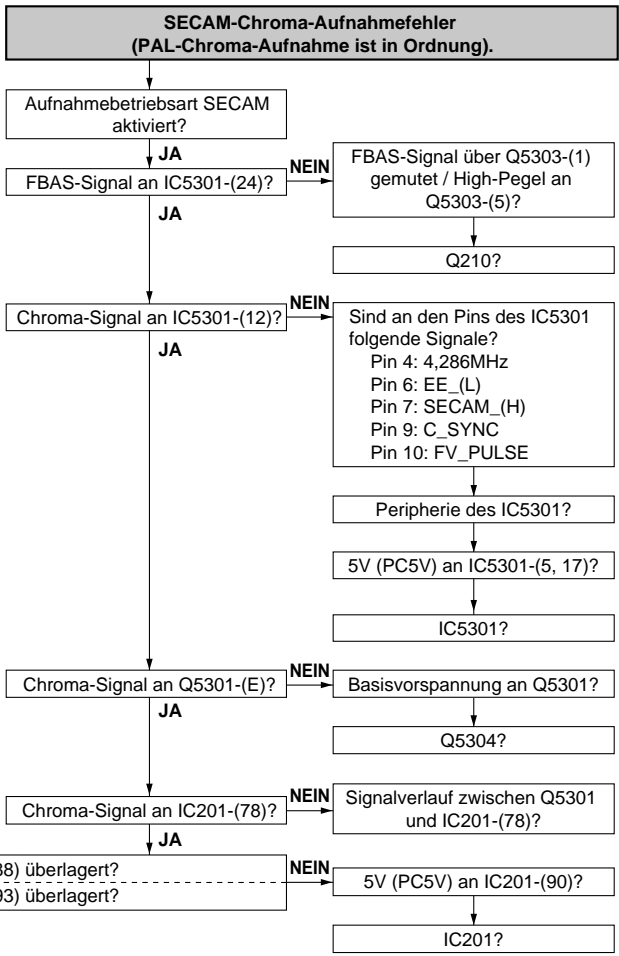 SECAM-Chroma-Aufnahmefehler
(PAL-Chroma-Aufnahme ist in Ordnung).
Aufnahmebetriebsart SECAM
aktiviert?
JA
FBAS-Signal an IC5301-(24)?
NEIN
FBAS-Signal über Q5303-(1)
gemutet / High-Pegel an
Q5303-(5)?
Q210?
JA
Chroma-Signal an IC5301-(12)?
NEIN
Sind an den Pins des IC5301
folgende Signale?
Pin 4: 4,286MHz
Pin 6: EE_(L)
Pin 7: SECAM_(H)
Pin 9: C_SYNC
Pin 10: FV_PULSE
Peripherie des IC5301?
5V (PC5V) an IC5301-(5, 17)?
IC5301?
JA
Chroma-Signal an Q5301-(E)?
NEIN
Basisvorspannung an Q5301?
Q5304?
JA
Chroma-Signal an IC201-(78)?
NEIN
Signalverlauf zwischen Q5301
und IC201-(78)?
JA
38) überlagert?
93) überlagert?
NEIN
5V (PC5V) an IC201-(90)?
IC201?